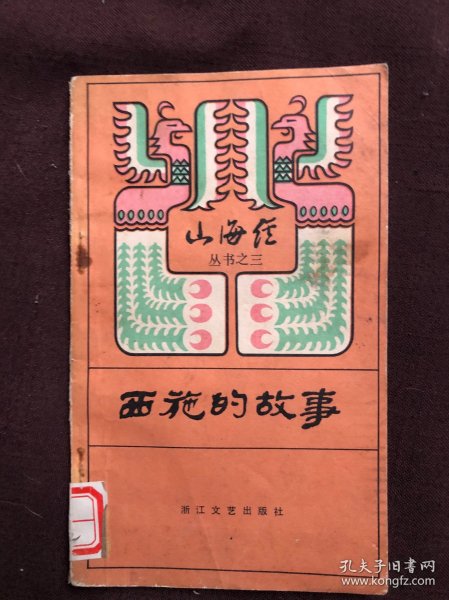 山海经
丛书之三
西施的故事
浙江文艺出版社
孔夫子旧书网
www.kongfz.com